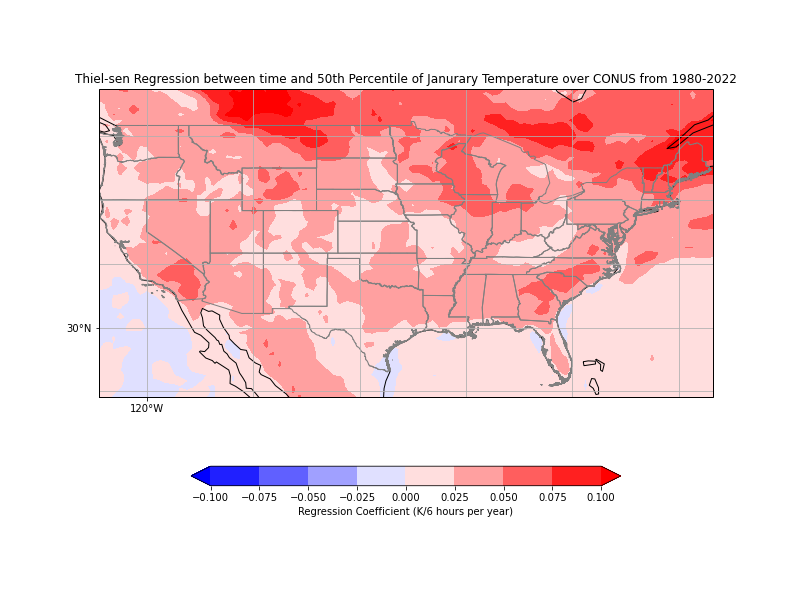 Thiel-sen Regression between time and 50th Percentile of Janurary Temperature over CONUS from 1980-2022
30°N
120°W
−0.100 −0.075 −0.050 −0.025 0.000 0.025 0.050 0.075 0.100
Regression Coefficient (K/6 hours per year)